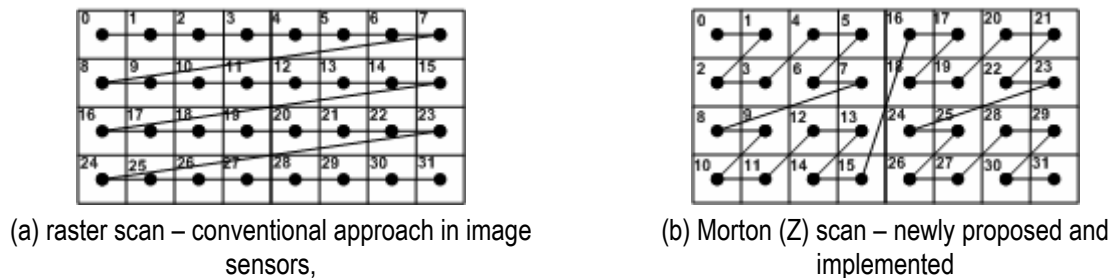 0 1 2 3 4 5 6 7
8 9 10 11 12 13 14 15
16 17 18 19 20 21 22 23
24 25 26 27 28 29 30 31
(a) raster scan – conventional approach in image
sensors,
0 1 4 5 16 17 20 21
2 3 6 7 18 19 22 23
8 9 12 13 24 25 28 29
10 11 14 15 26 27 30 31
(b) Morton (Z) scan – newly proposed and
implemented